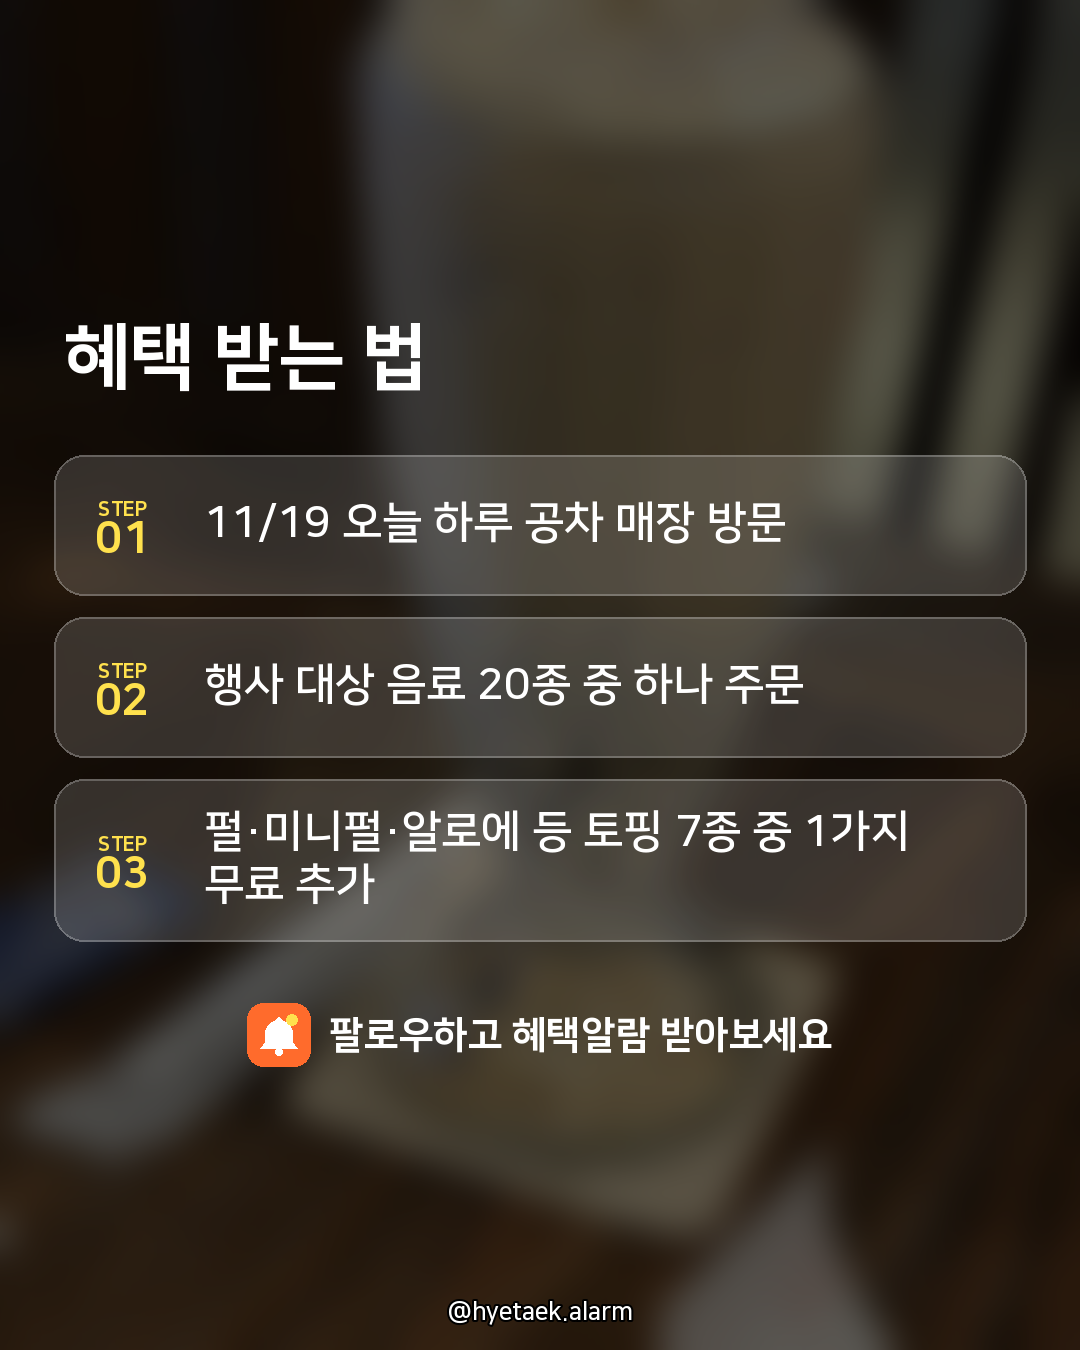 혜택 받는 법
STEP
01
11/19 오늘 하루 공차 매장 방문
STEP
02
행사 대상 음료 20종 중 하나 주문
STEP
03
펄·미니펄·알로에 등 토핑 7종 중 1가지
무료 추가
팔로우하고 혜택알람 받아보세요
@hyetaek.alarm